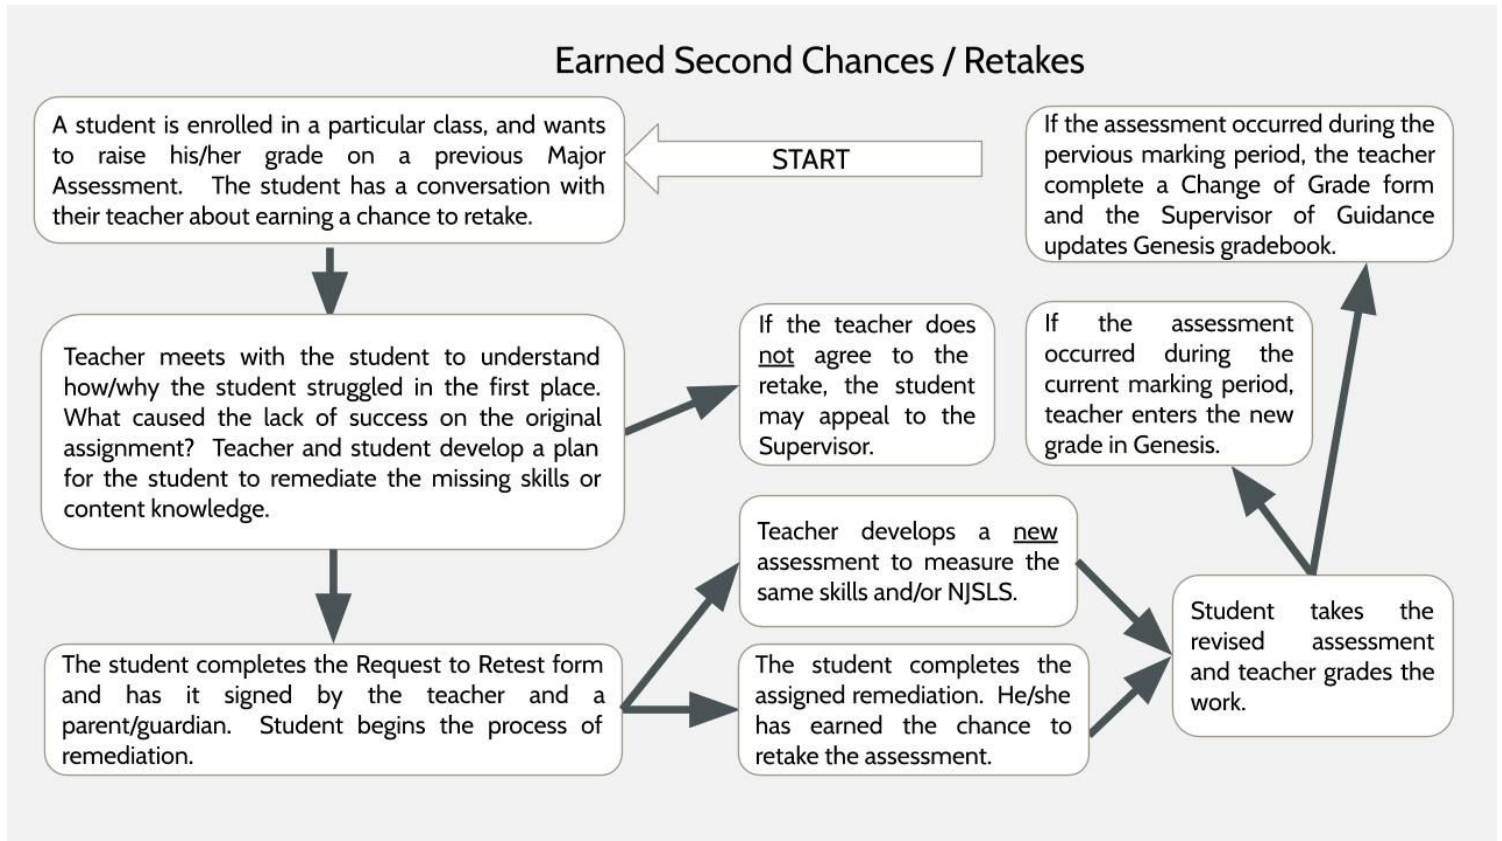 Earned Second Chances / Retakes
START
A student is enrolled in a particular class, and wants
to raise his/her grade on a previous Major
Assessment. The student has a conversation with
their teacher about earning a chance to retake.
Teacher meets with the student to understand
how/why the student struggled in the first place.
What caused the lack of success on the original
assignment? Teacher and student develop a plan
for the student to remediate the missing skills or
content knowledge.
If the teacher does
not agree to the
retake, the student
may appeal to the
Supervisor.
The student completes the Request to Retest form
and has it signed by the teacher and a
parent/guardian. Student begins the process of
remediation.
Teacher develops a new
assessment to measure the
same skills and/or NJSLS.
The student completes the
assigned remediation. He/she
has earned the chance to
retake the assessment.
Student takes the
revised assessment
and teacher grades the
work.
If the assessment
occurred during the
current marking period,
teacher enters the new
grade in Genesis.
If the assessment occurred during the
pervious marking period, the teacher
complete a Change of Grade form
and the Supervisor of Guidance
updates Genesis gradebook.